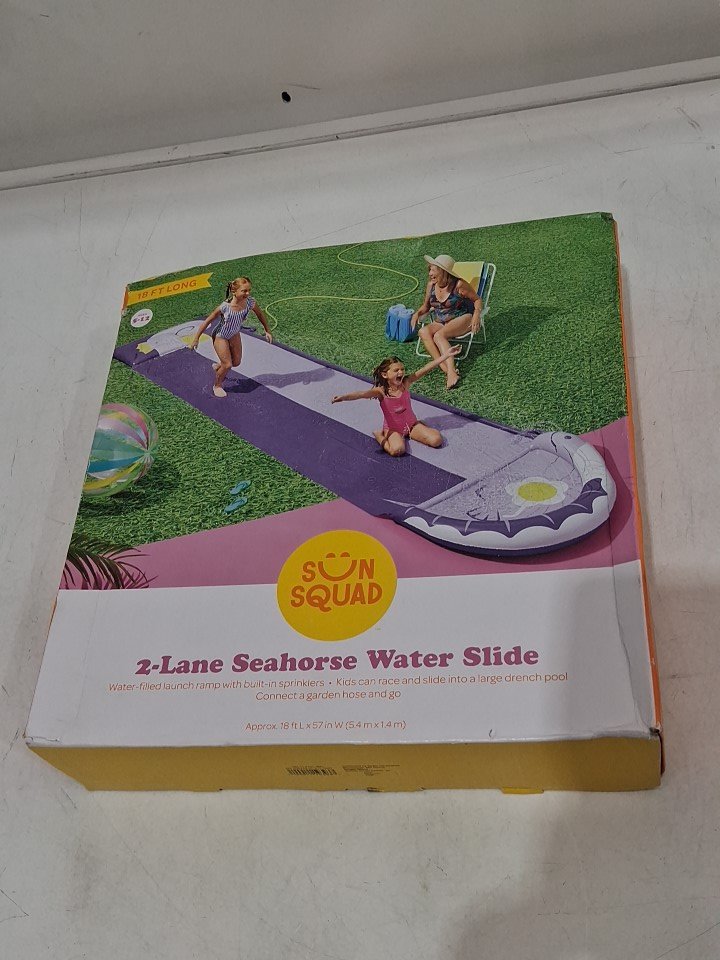 18 FT LONG
5-12
SUN
SQUAD
2-Lane Seahorse Water Slide
Water-filled launch ramp with built-in sprinklers • Kids can race and slide into a large drench pool
Connect a garden hose and go
Approx. 18 ft L x 57 in W (5.4 m x 1.4 m)